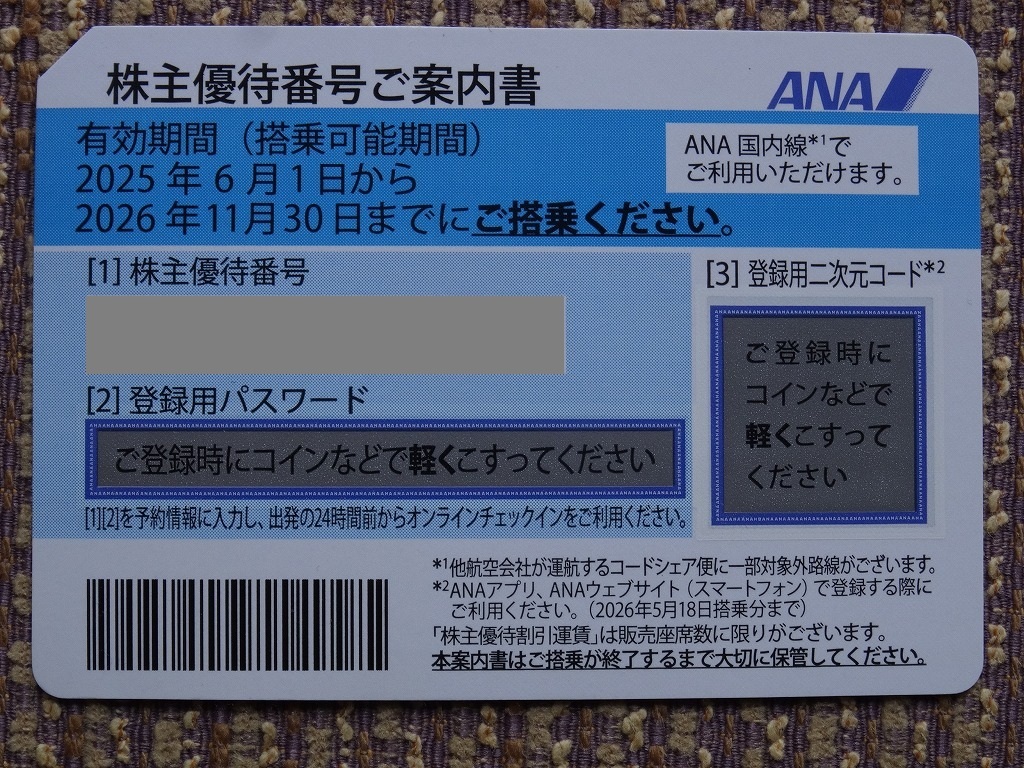 株主優待番号ご案内書
ANA
有効期間（搭乗可能期間）
2025年6月1日から
2026年11月30日までにご搭乗ください。
ANA 国内線*1で
ご利用いただけます。
[1] 株主優待番号
[2] 登録用パスワード
ご登録時にコインなどで軽くこすってください
[1][2]を予約情報に入力し、出発の24時間前からオンラインチェックインをご利用ください。
[3] 登録用二次元コード*2
ご登録時に
コインなどで
軽くこすって
ください
*1他航空会社が運航するコードシェア便に一部対象外路線がございます。
*2ANAアプリ、ANAウェブサイト（スマートフォン）で登録する際に
ご利用ください。（2026年5月18日搭乗分まで）
「株主優待割引運賃」は販売座席数に限りがございます。
本案内書はご搭乗が終了するまで大切に保管してください。